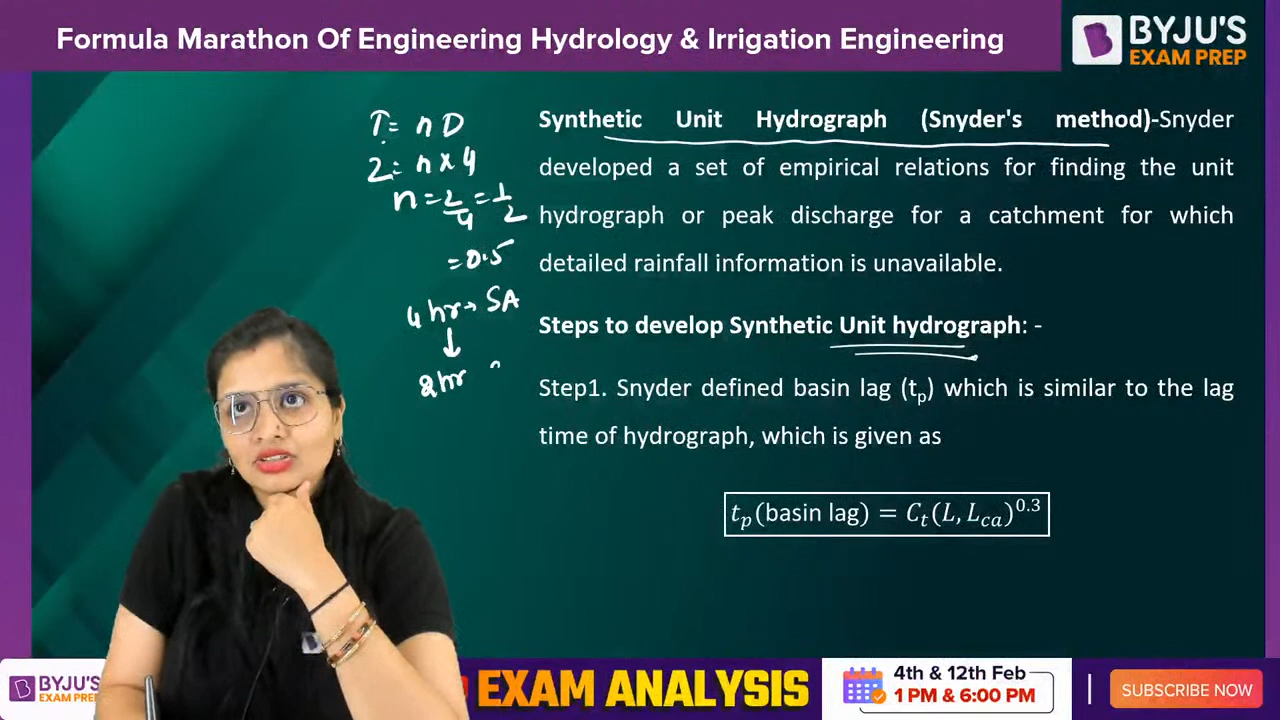 Formula Marathon Of Engineering Hydrology & Irrigation Engineering
BYJU'S
EXAM PREP
T = n D
2 = n x 4
n = 2/4 = 1/2
= 0.5
4 hr → SA
↓
2 hr ?
Synthetic Unit Hydrograph (Snyder's method)-Snyder
developed a set of empirical relations for finding the unit
hydrograph or peak discharge for a catchment for which
detailed rainfall information is unavailable.
Steps to develop Synthetic Unit hydrograph: -
Step1. Snyder defined basin lag (tp) which is similar to the lag
time of hydrograph, which is given as
tp(basin lag) = Ct(L, Lca)^0.3
BYJU'S
EXAM PREP
EXAM ANALYSIS
4th & 12th Feb
1 PM & 6:00 PM
SUBSCRIBE NOW